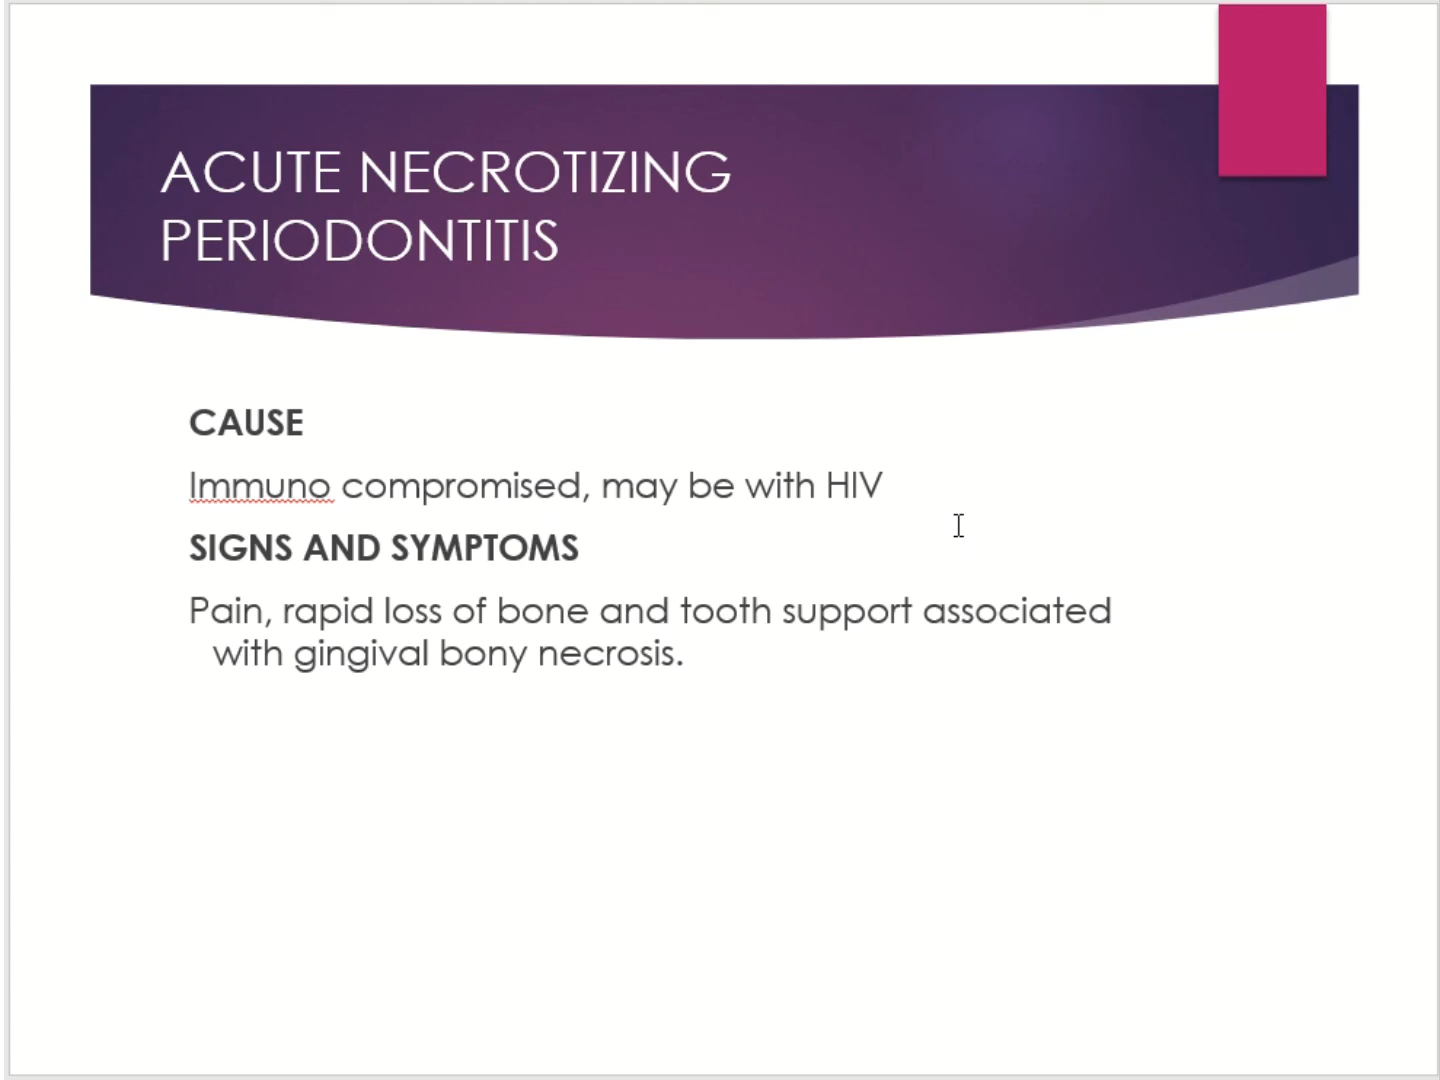 ACUTE NECROTIZING
PERIODONTITIS
CAUSE
Immuno compromised, may be with HIV
SIGNS AND SYMPTOMS
Pain, rapid loss of bone and tooth support associated
with gingival bony necrosis.